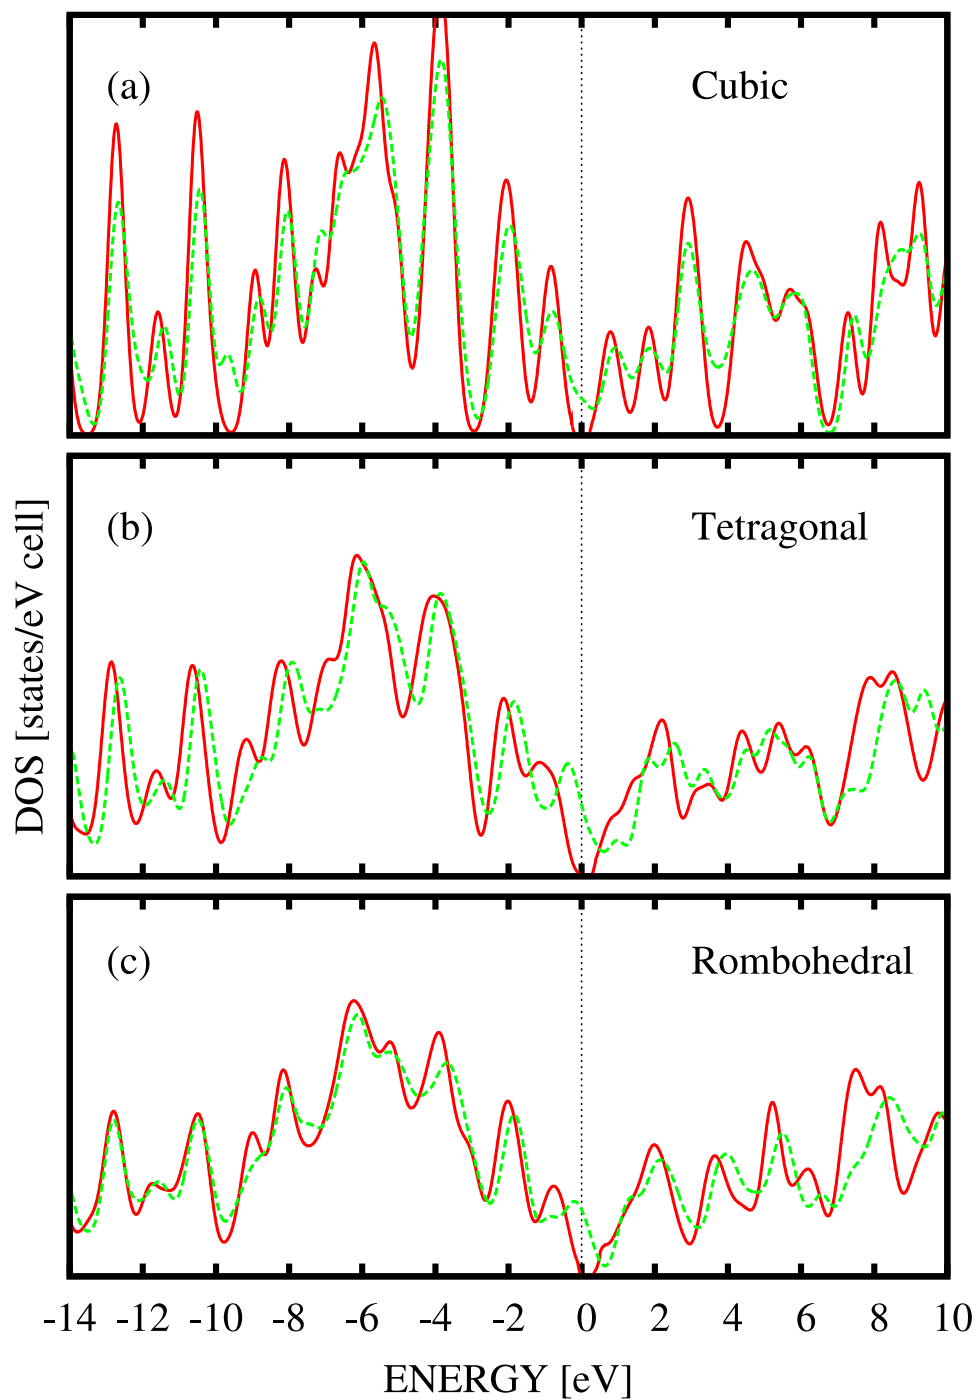 (a)
Cubic
(b)
Tetragonal
DOS [states/eV cell]
(c)
Rombohedral
-14 -12 -10 -8 -6 -4 -2 0 2 4 6 8 10
ENERGY [eV]